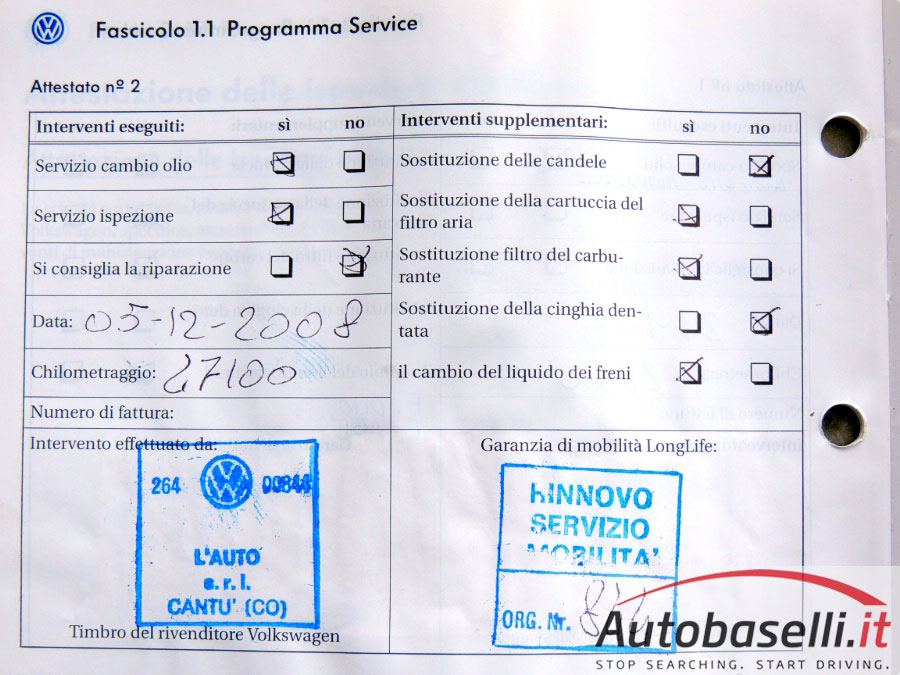 Fascicolo 1.1 Programma Service
Attestato nº 2
Interventi eseguiti: sì no
Servizio cambio olio
Servizio ispezione
Si consiglia la riparazione
Data: 05-12-2008
Chilometraggio: 27100
Numero di fattura:
Interventi supplementari: sì no
Sostituzione delle candele
Sostituzione della cartuccia del
filtro aria
Sostituzione filtro del carbu-
rante
Sostituzione della cinghia den-
tata
il cambio del liquido dei freni
Intervento effettuato da:
264
L'AUTO
s.r.l.
CANTU' (CO)
Timbro del rivenditore Volkswagen
Garanzia di mobilità LongLife:
RINNOVO
SERVIZIO
MOBILITA'
ORG. Nr.
Autobaselli.it
STOP SEARCHING. START DRIVING.